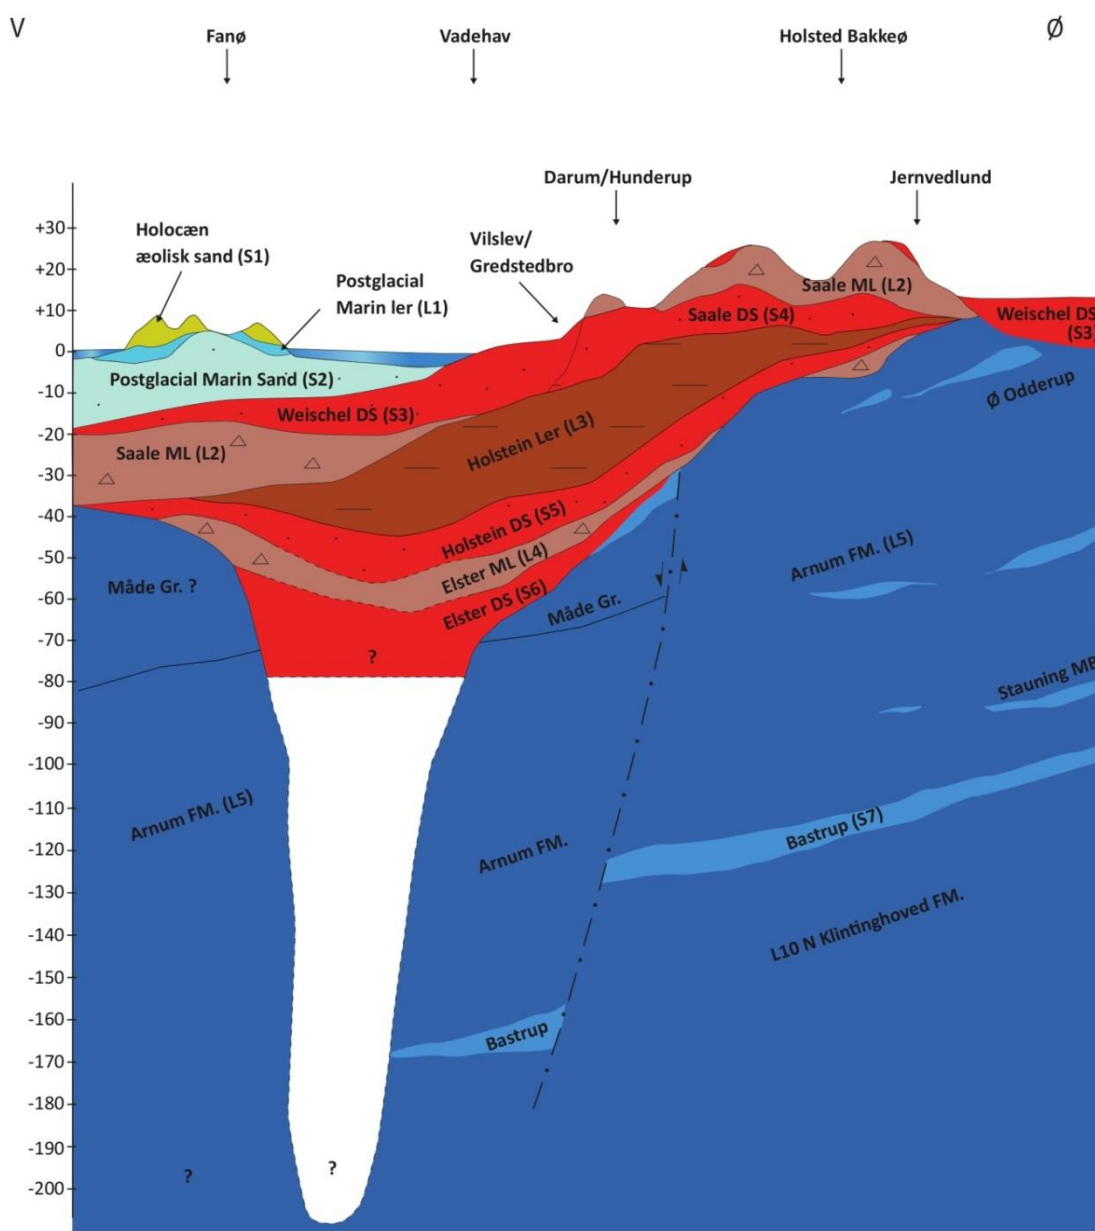 V
Fanø
Vadehav
Holsted Bakkeø
Ø
Darum/Hunderup
Jernvedlund
Holocæn
æolisk sand (S1)
Vilslev/
Gredstedbro
Postglacial
Marin ler (L1)
+30
+20
+10
0
-10
-20
-30
-40
-50
-60
-70
-80
-90
-100
-110
-120
-130
-140
-150
-160
-170
-180
-190
-200
Saale ML (L2)
Saale DS (S4)
Weischel DS
(S3)
Postglacial Marin Sand (S2)
Weischel DS (S3)
Ø Odderup
Saale ML (L2)
Holstein Ler (L3)
Holstein DS (S5)
Elster ML (L4)
Elster DS (S6)
Arnum FM. (L5)
Måde Gr. ?
Måde Gr.
?
Stauning MB
Arnum FM. (L5)
Arnum FM.
Bastrup (S7)
L10 N Klintinghoved FM.
Bastrup
?
?